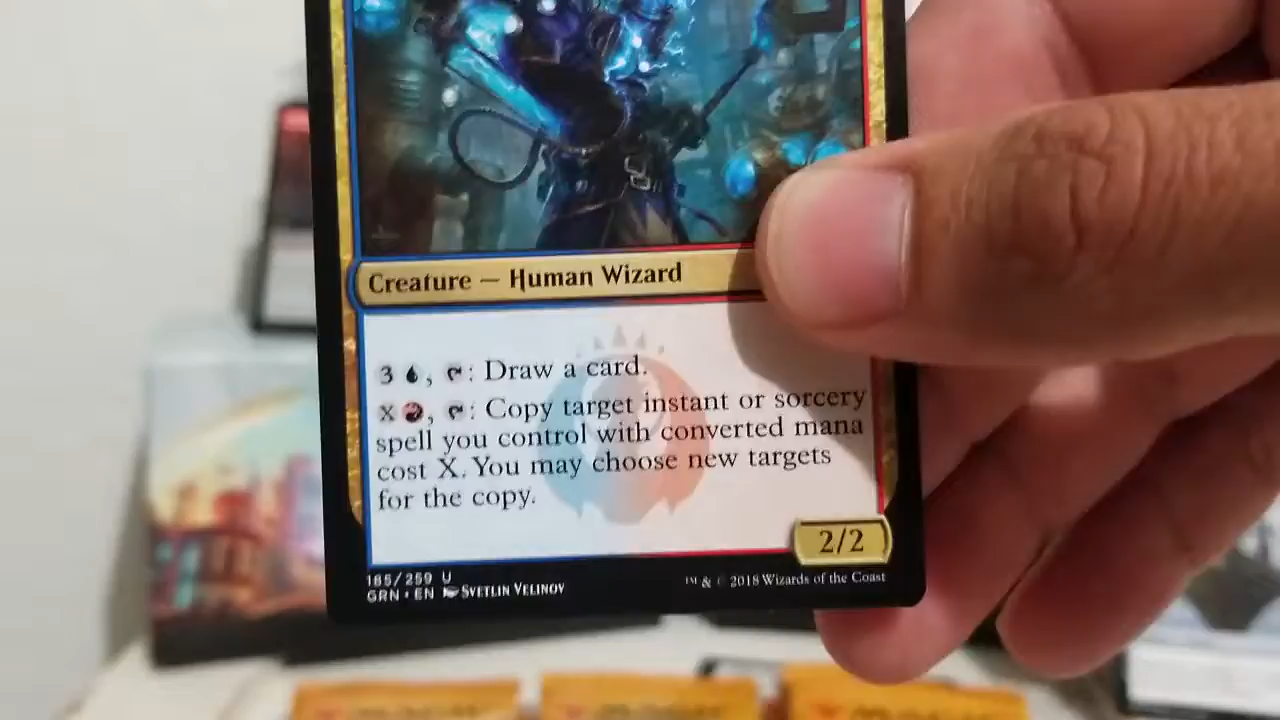 Creature — Human Wizard
3 , : Draw a card.
X , : Copy target instant or sorcery
spell you control with converted mana
cost X. You may choose new targets
for the copy.
2/2
185/259 U
GRN • EN SVETLIN VELINOV
™ & © 2018 Wizards of the Coast